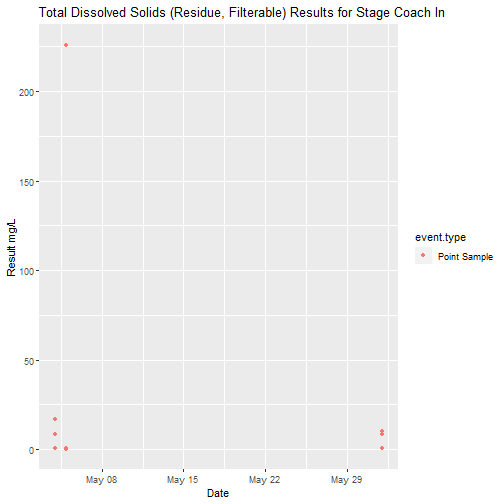 Total Dissolved Solids (Residue, Filterable) Results for Stage Coach In
Result mg/L
200
150
100
50
0
May 08
May 15
May 22
May 29
Date
event.type
Point Sample